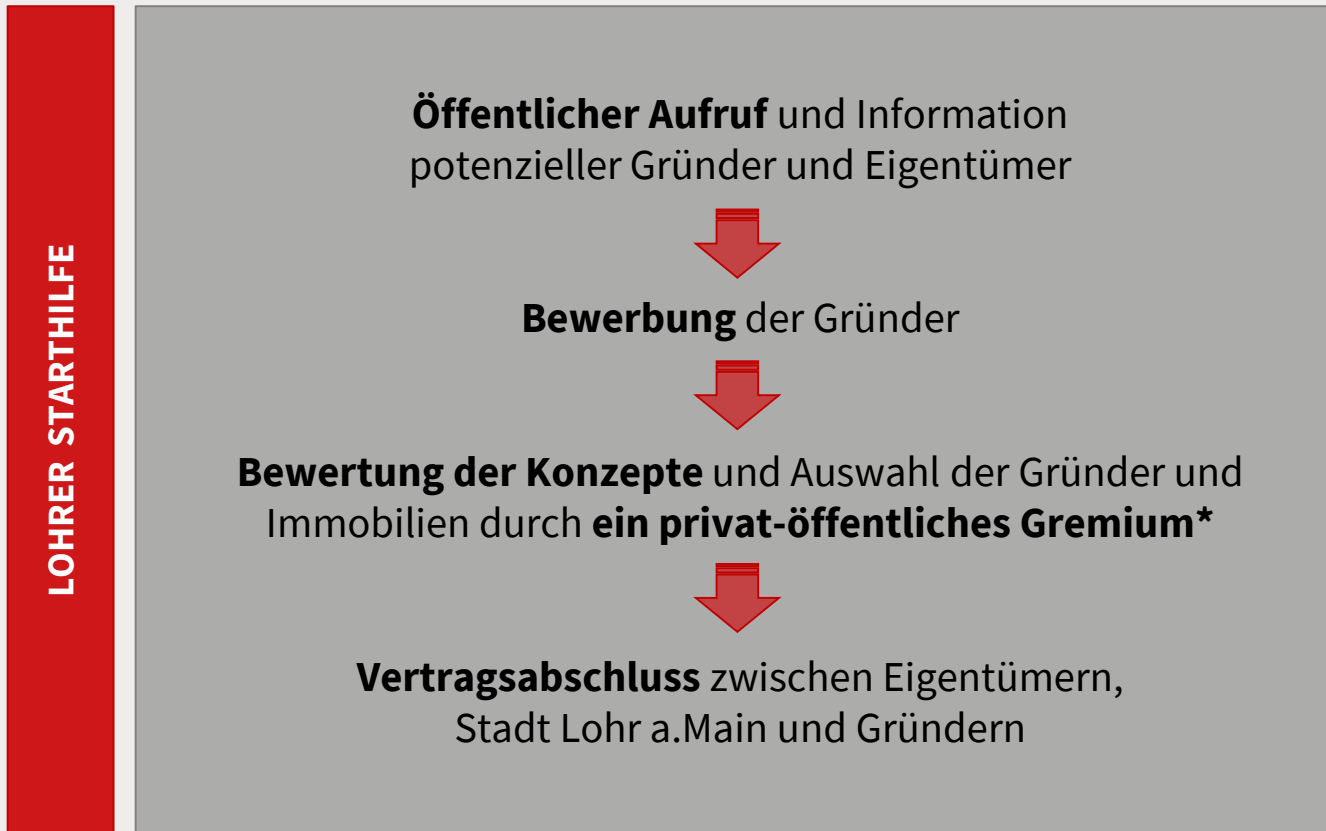 LOHRER STARTHILFE
Öffentlicher Aufruf und Information
potenzieller Gründer und Eigentümer
Bewerbung der Gründer
Bewertung der Konzepte und Auswahl der Gründer und
Immobilien durch ein privat-öffentliches Gremium*
Vertragsabschluss zwischen Eigentümern,
Stadt Lohr a.Main und Gründern